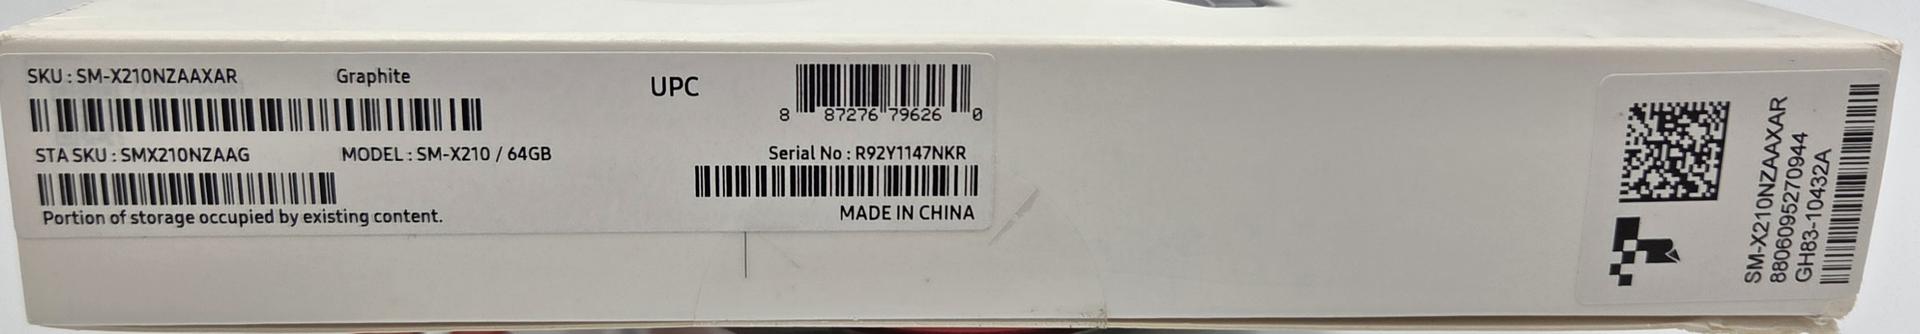 SKU : SM-X210NZAAXAR Graphite
UPC
8 87276 79626 0
STA SKU : SMX210NZAAG MODEL : SM-X210 / 64GB
Serial No : R92Y1147NKR
Portion of storage occupied by existing content.
MADE IN CHINA
SM-X210NZAAXAR
8806095270944
GH83-10432A